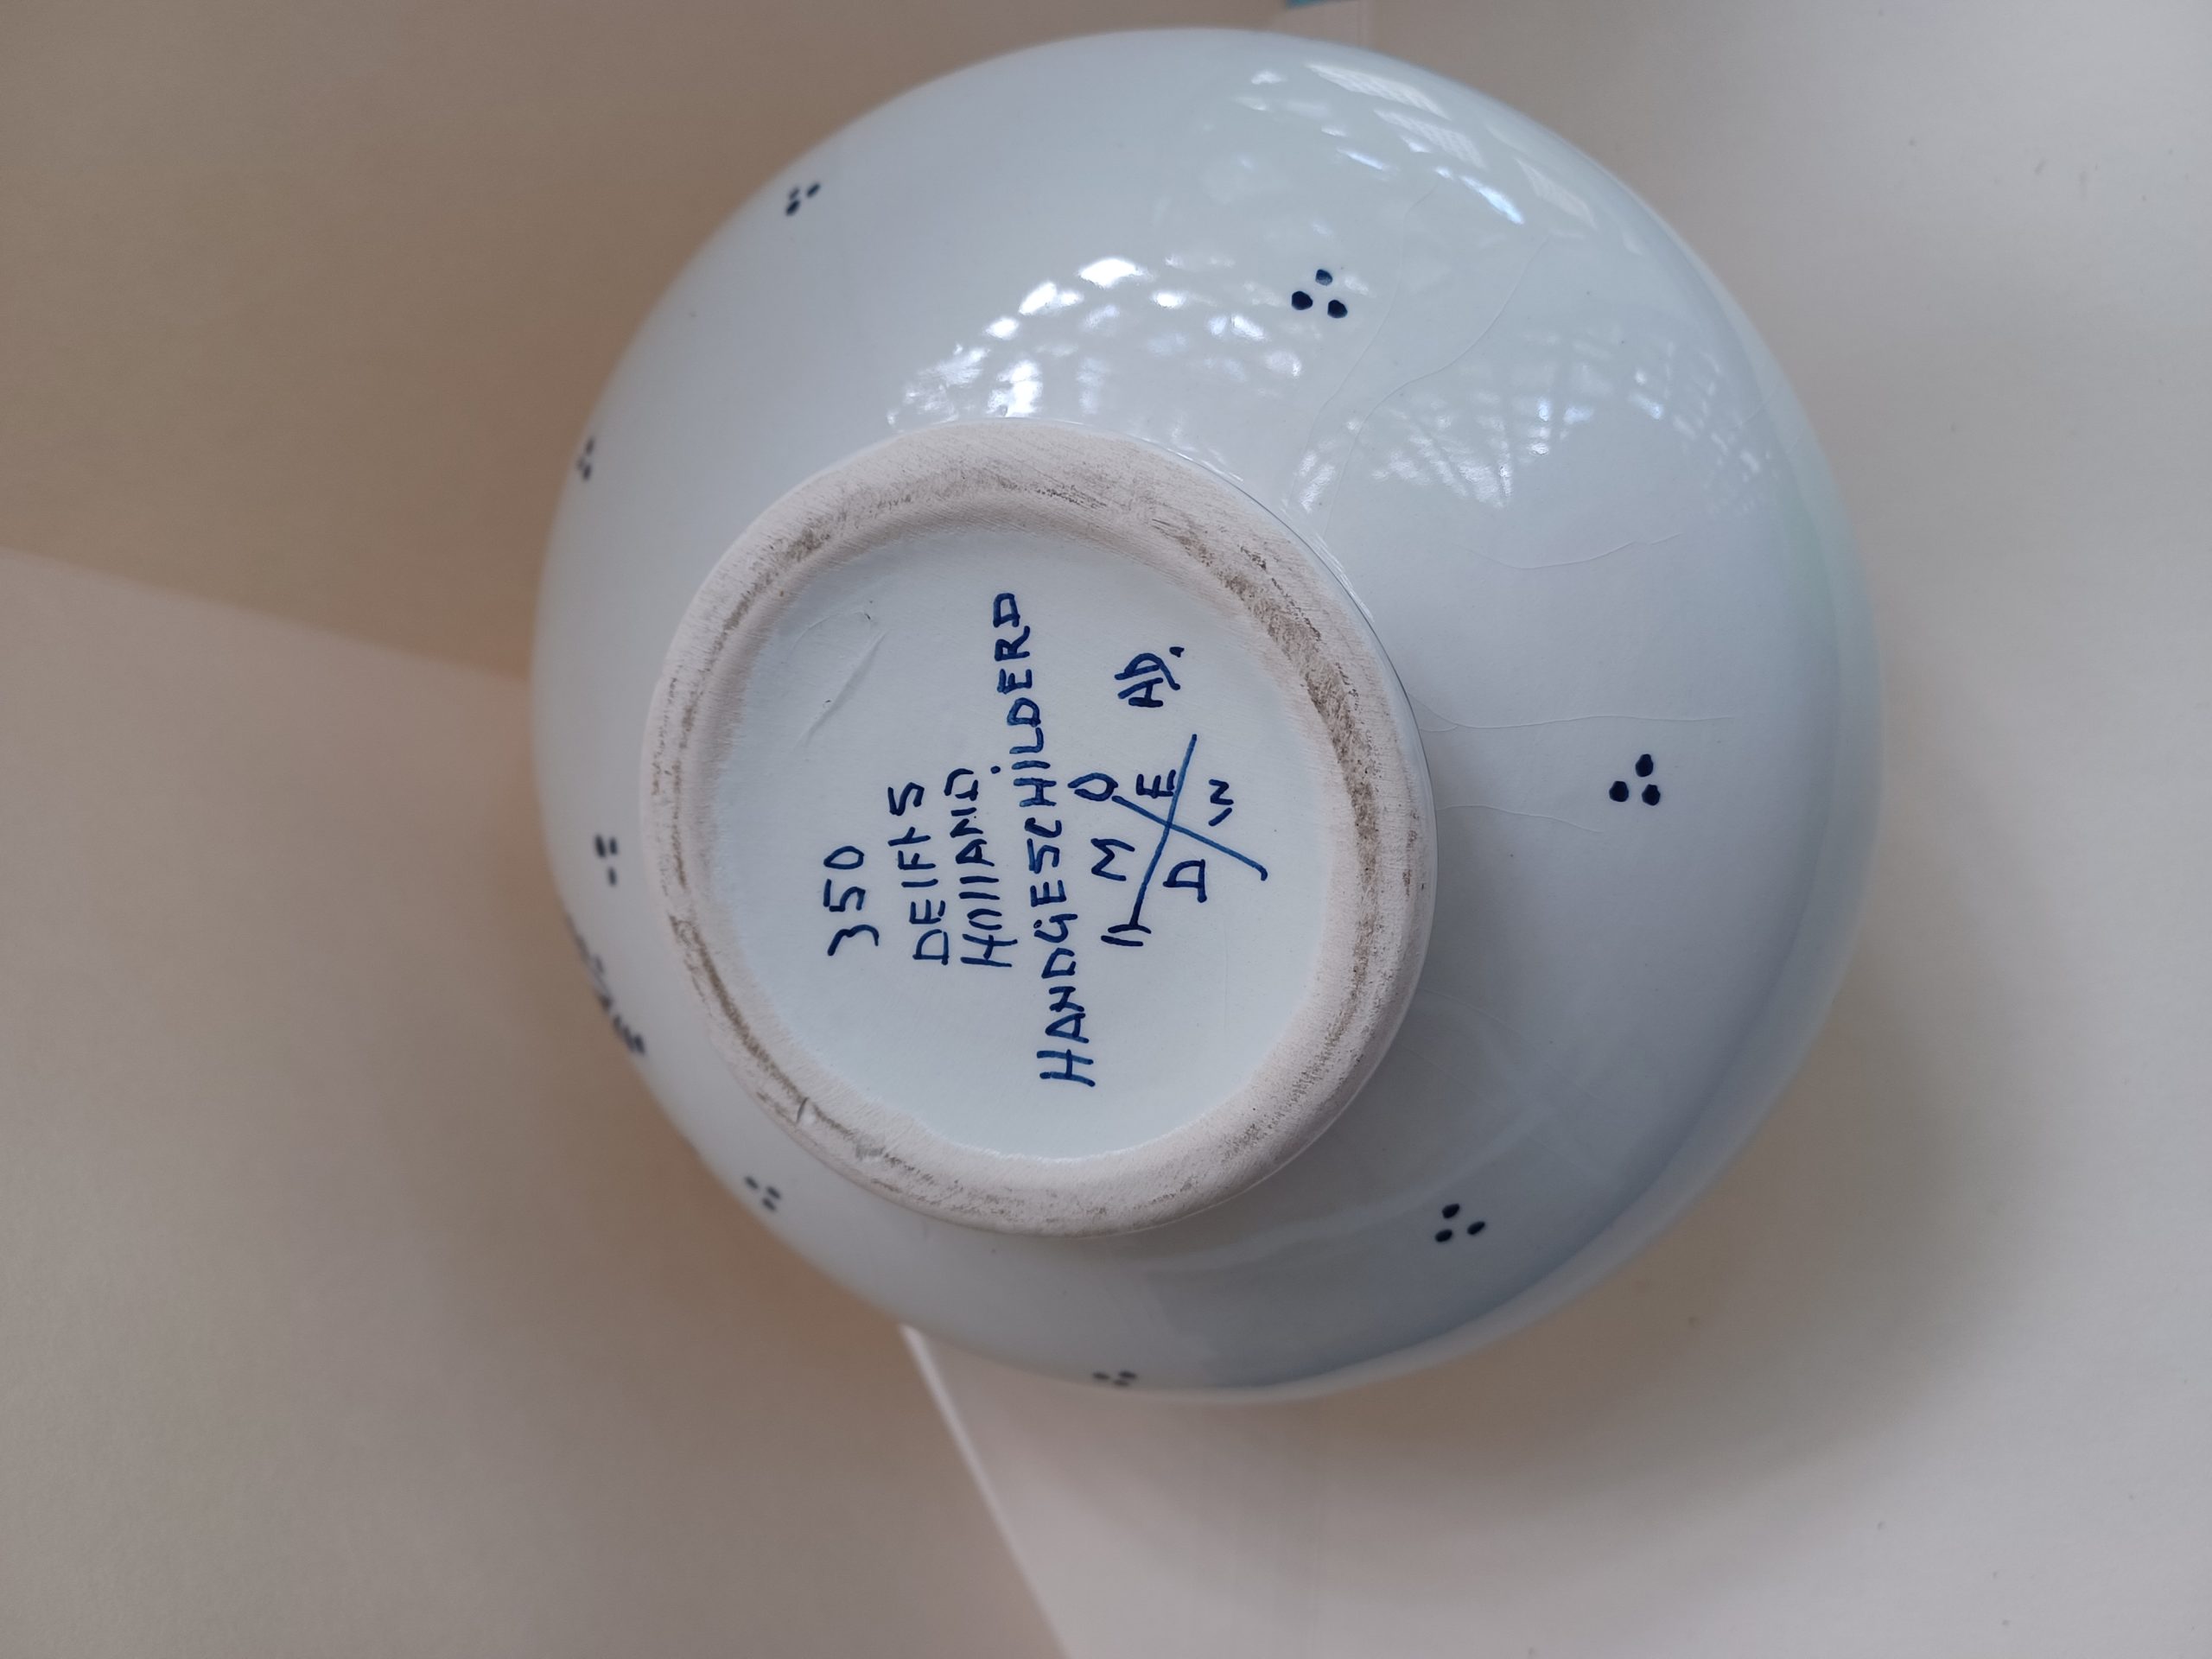 350
DElFtS
HOllAND
HANDGESCHILDERD
M O
D E AD.
W